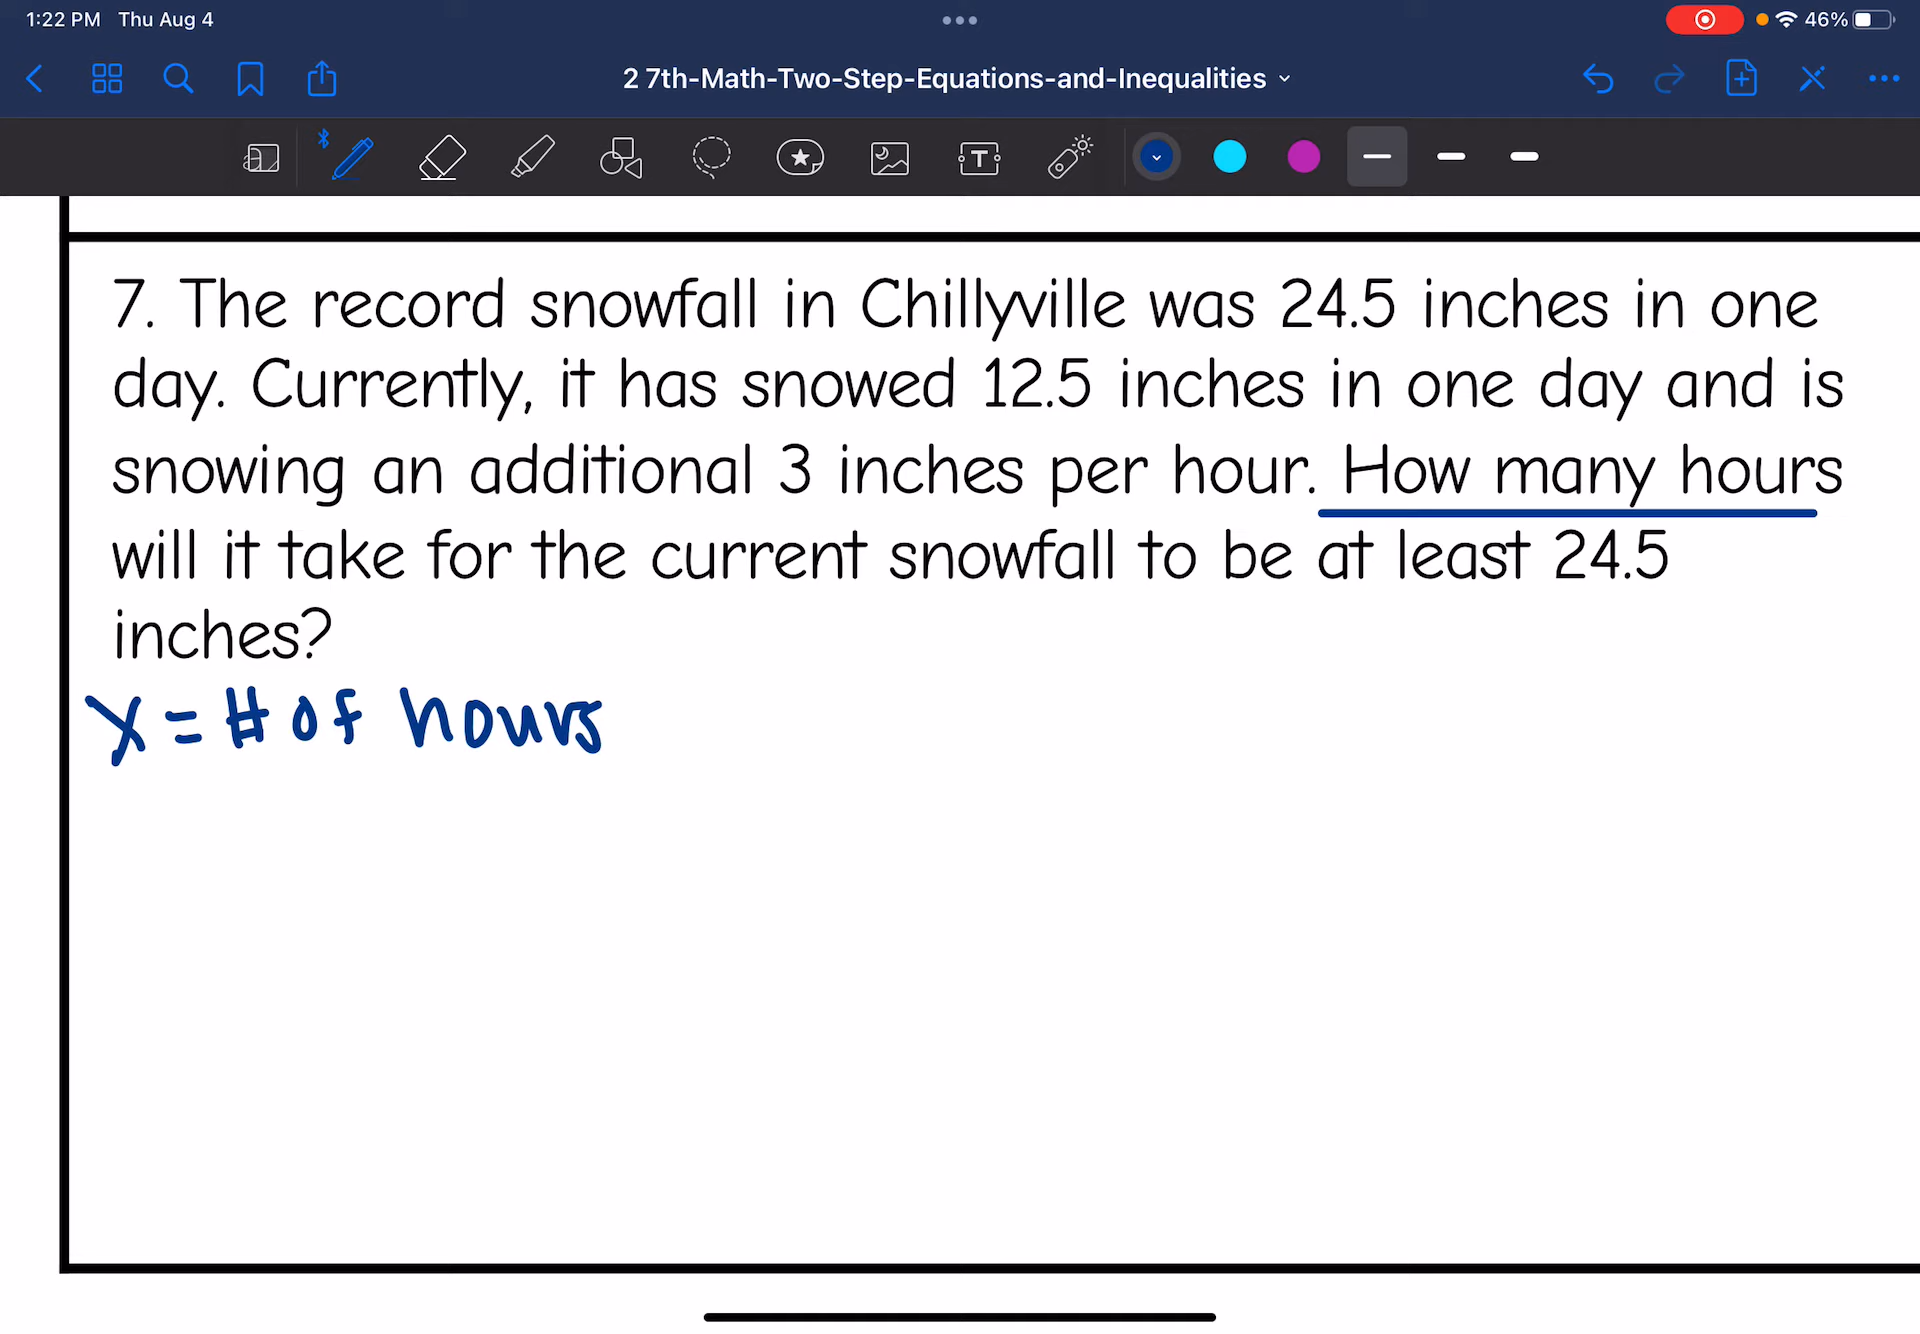 1:22 PM Thu Aug 4
46%
2 7th-Math-Two-Step-Equations-and-Inequalities
7. The record snowfall in Chillyville was 24.5 inches in one
day. Currently, it has snowed 12.5 inches in one day and is
snowing an additional 3 inches per hour. How many hours
will it take for the current snowfall to be at least 24.5
inches?
x = # of hours